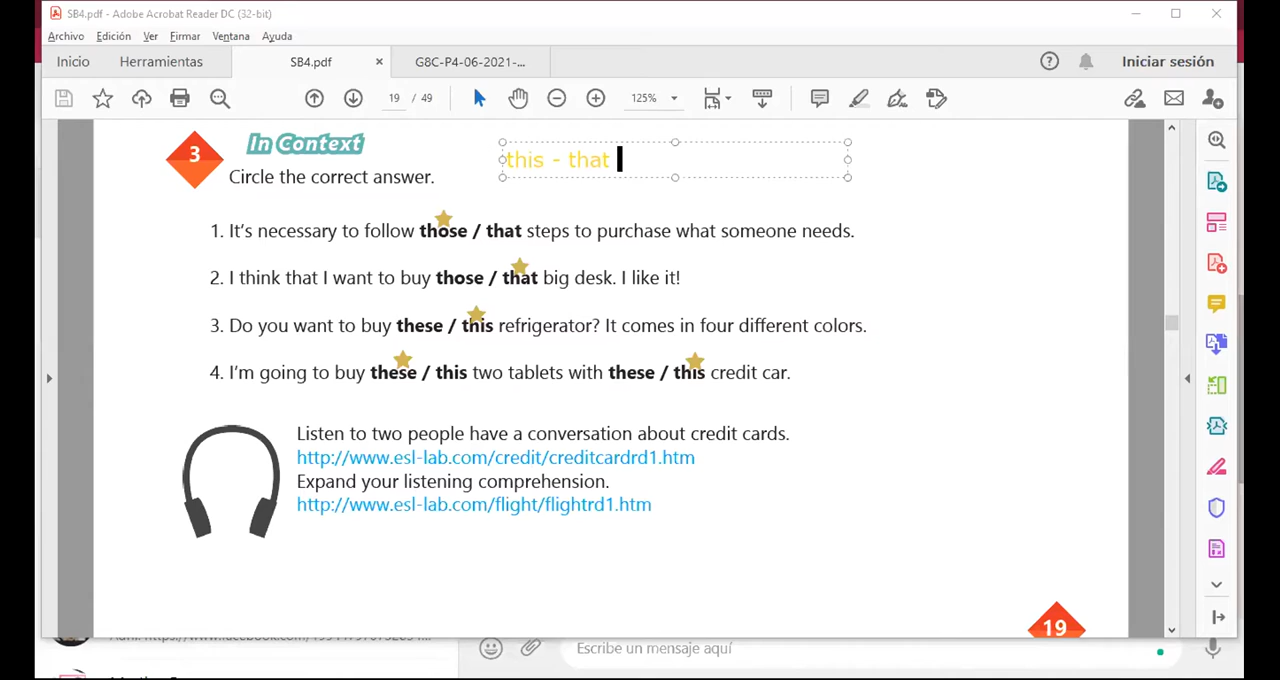 SB4.pdf - Adobe Acrobat Reader DC (32-bit)
Archivo Edición Ver Firmar Ventana Ayuda
Inicio Herramientas SB4.pdf × G8C-P4-06-2021-... Iniciar sesión
19 / 49 125%
3 In Context this - that
Circle the correct answer.
1. It's necessary to follow those / that steps to purchase what someone needs.
2. I think that I want to buy those / that big desk. I like it!
3. Do you want to buy these / this refrigerator? It comes in four different colors.
4. I'm going to buy these / this two tablets with these / this credit car.
Listen to two people have a conversation about credit cards.
http://www.esl-lab.com/credit/creditcardrd1.htm
Expand your listening comprehension.
http://www.esl-lab.com/flight/flightrd1.htm
19
Escribe un mensaje aquí